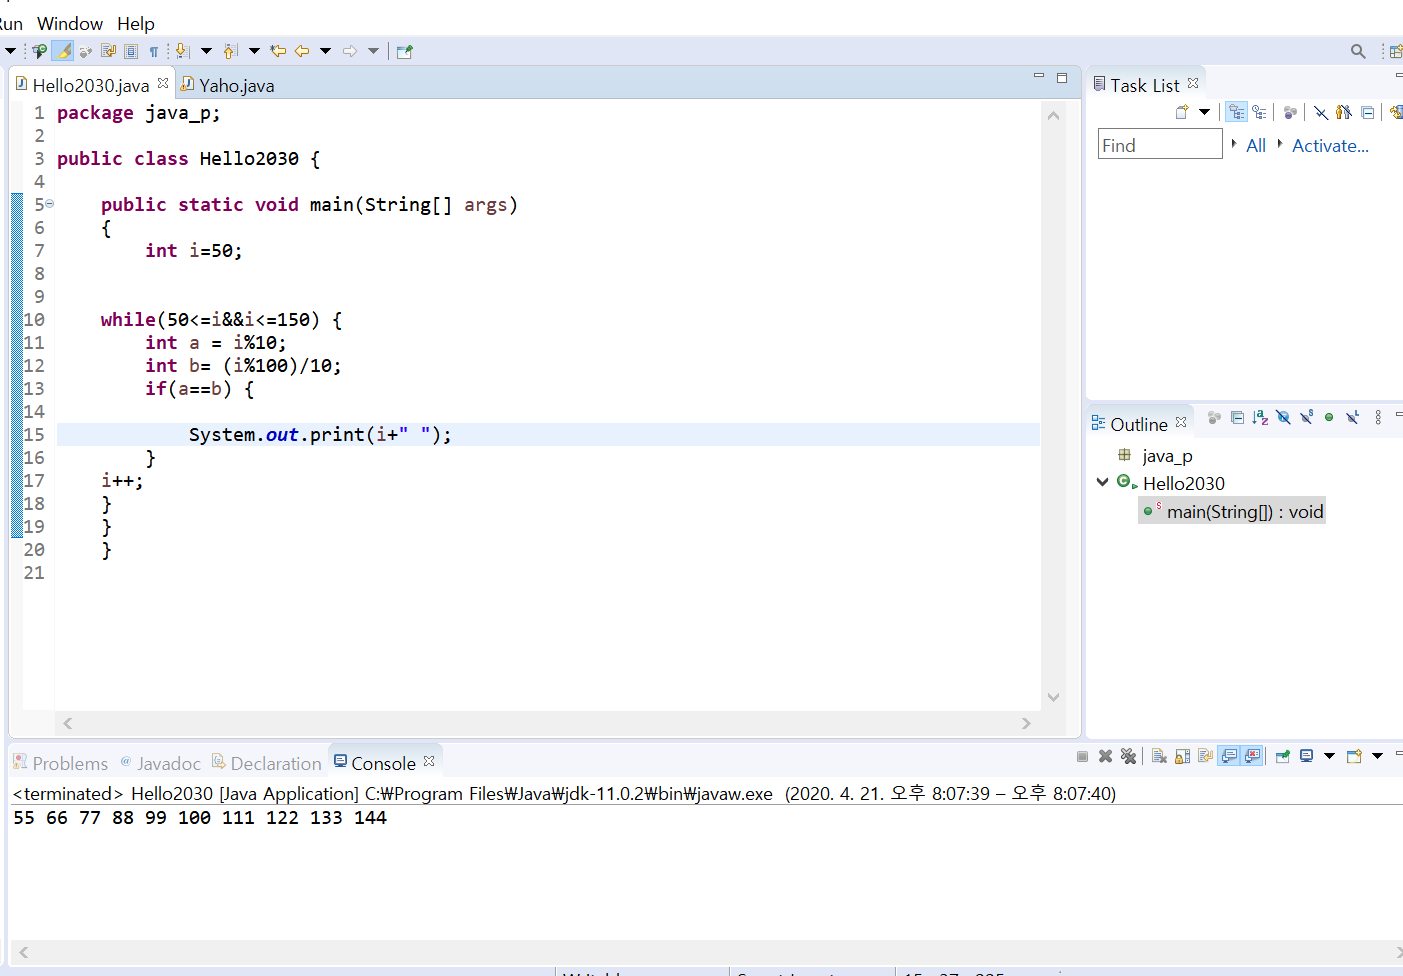 Run Window Help
Hello2030.java Yaho.java
1 package java_p;
2
3 public class Hello2030 {
4
5 public static void main(String[] args)
6 {
7 int i=50;
8
9
10 while(50<=i&&i<=150) {
11 int a = i%10;
12 int b= (i%100)/10;
13 if(a==b) {
14
15 System.out.print(i+" ");
16 }
17 i++;
18 }
19 }
20 }
21
Task List
Find All Activate...
Outline
java_p
Hello2030
main(String[]) : void
Problems @ Javadoc Declaration Console
<terminated> Hello2030 [Java Application] C:₩Program Files₩Java₩jdk-11.0.2₩bin₩javaw.exe (2020. 4. 21. 오후 8:07:39 – 오후 8:07:40)
55 66 77 88 99 100 111 122 133 144